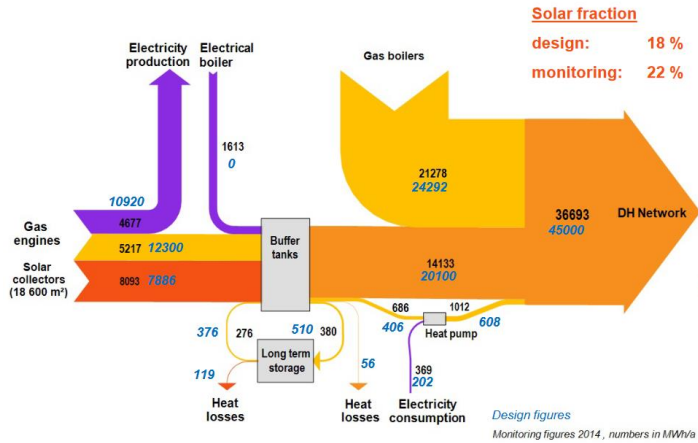 Solar fraction
design: 18 %
monitoring: 22 %
Electricity
production
Electrical
boiler
Gas boilers
1613
0
10920
4677
21278
24292
Gas
engines
5217 12300
Solar
collectors
(18 600 m²)
8093 7886
Buffer
tanks
14133
20100
36693
45000
DH Network
376
276
510
380
686
406
1012
608
Heat pump
Long term
storage
119
56
369
202
Heat
losses
Heat
losses
Electricity
consumption
Design figures
Monitoring figures 2014 , numbers in MWh/a